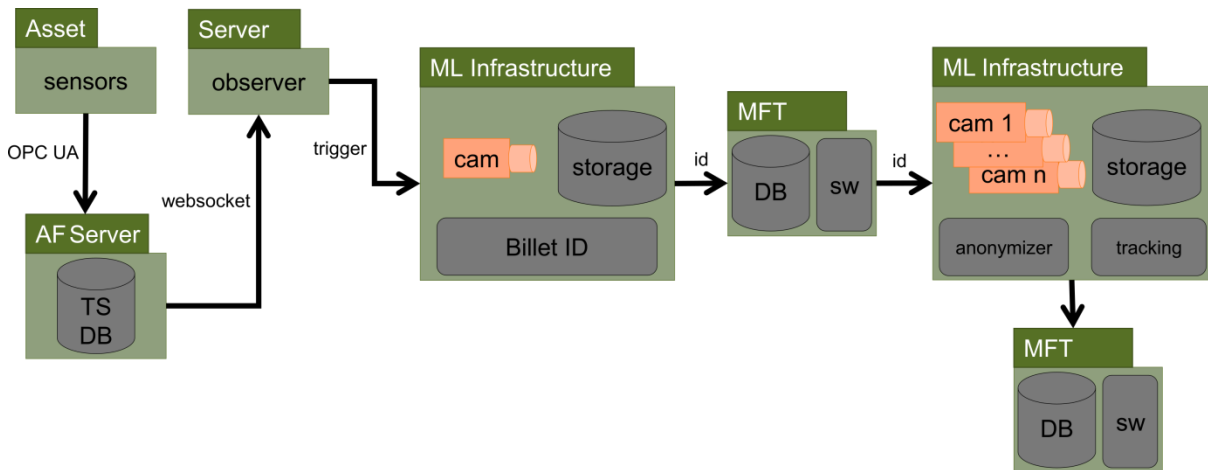 Asset
sensors
OPC UA
AF Server
TS
DB
websocket
Server
observer
trigger
ML Infrastructure
cam
storage
Billet ID
id
MFT
DB
sw
id
ML Infrastructure
cam 1
...
cam n
storage
anonymizer
tracking
MFT
DB
sw